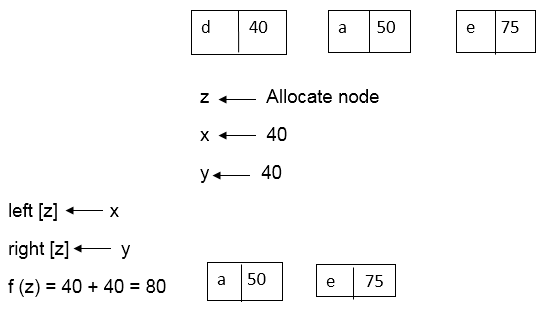 d 40 a 50 e 75
z ← Allocate node
x ← 40
y ← 40
left [z] ← x
right [z] ← y
f (z) = 40 + 40 = 80 a 50 e 75